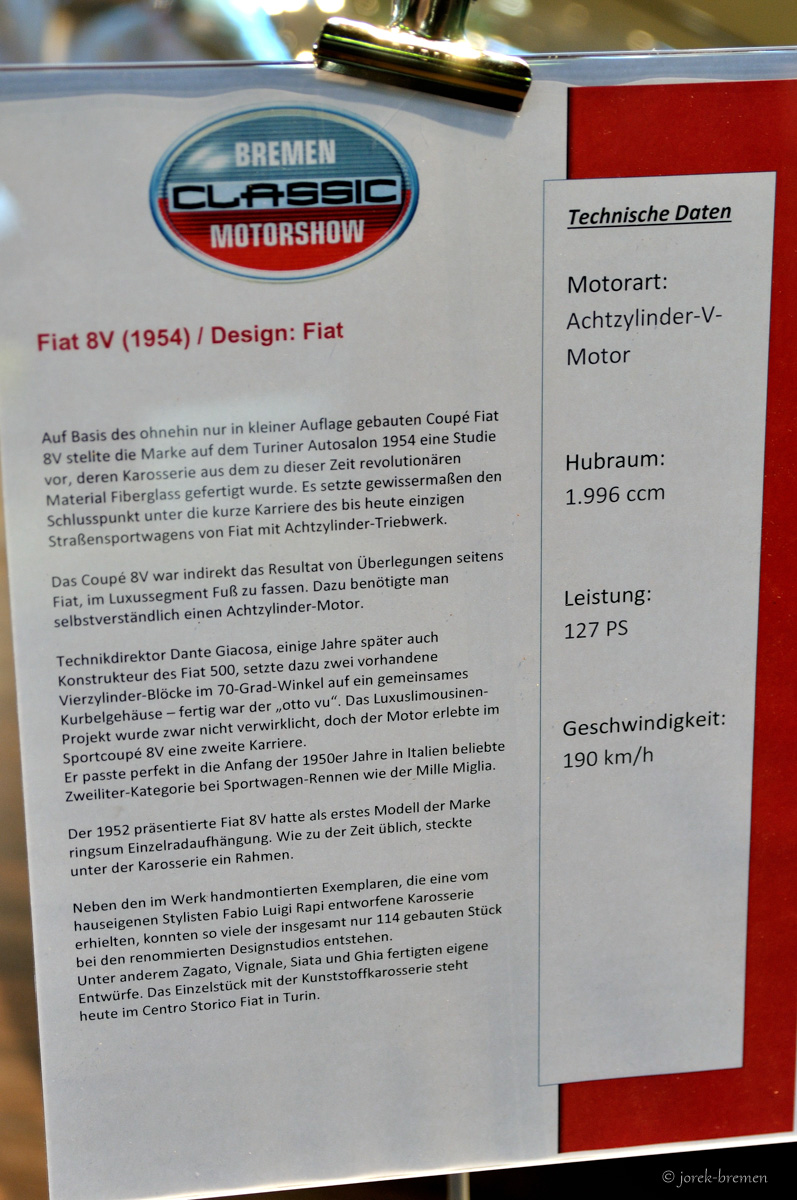 BREMEN
CLASSIC
MOTORSHOW
Fiat 8V (1954) / Design: Fiat
Auf Basis des ohnehin nur in kleiner Auflage gebauten Coupé Fiat
8V stellte die Marke auf dem Turiner Autosalon 1954 eine Studie
vor, deren Karosserie aus dem zu dieser Zeit revolutionären
Material Fiberglass gefertigt wurde. Es setzte gewissermaßen den
Schlusspunkt unter die kurze Karriere des bis heute einzigen
Straßensportwagens von Fiat mit Achtzylinder-Triebwerk.
Das Coupé 8V war indirekt das Resultat von Überlegungen seitens
Fiat, im Luxussegment Fuß zu fassen. Dazu benötigte man
selbstverständlich einen Achtzylinder-Motor.
Technikdirektor Dante Giacosa, einige Jahre später auch
Konstrukteur des Fiat 500, setzte dazu zwei vorhandene
Vierzylinder-Blöcke im 70-Grad-Winkel auf ein gemeinsames
Kurbelgehäuse – fertig war der „otto vu“. Das Luxuslimousinen-
Projekt wurde zwar nicht verwirklicht, doch der Motor erlebte im
Sportcoupé 8V eine zweite Karriere.
Er passte perfekt in die Anfang der 1950er Jahre in Italien beliebte
Zweiliter-Kategorie bei Sportwagen-Rennen wie der Mille Miglia.
Der 1952 präsentierte Fiat 8V hatte als erstes Modell der Marke
ringsum Einzelradaufhängung. Wie zu der Zeit üblich, steckte
unter der Karosserie ein Rahmen.
Neben den im Werk handmontierten Exemplaren, die eine vom
hauseigenen Stylisten Fabio Luigi Rapi entworfene Karosserie
erhielten, konnten so viele der insgesamt nur 114 gebauten Stück
bei den renommierten Designstudios entstehen.
Unter anderem Zagato, Vignale, Siata und Ghia fertigten eigene
Entwürfe. Das Einzelstück mit der Kunststoffkarosserie steht
heute im Centro Storico Fiat in Turin.
Technische Daten
Motorart:
Achtzylinder-V-
Motor
Hubraum:
1.996 ccm
Leistung:
127 PS
Geschwindigkeit:
190 km/h
© jorek-bremen